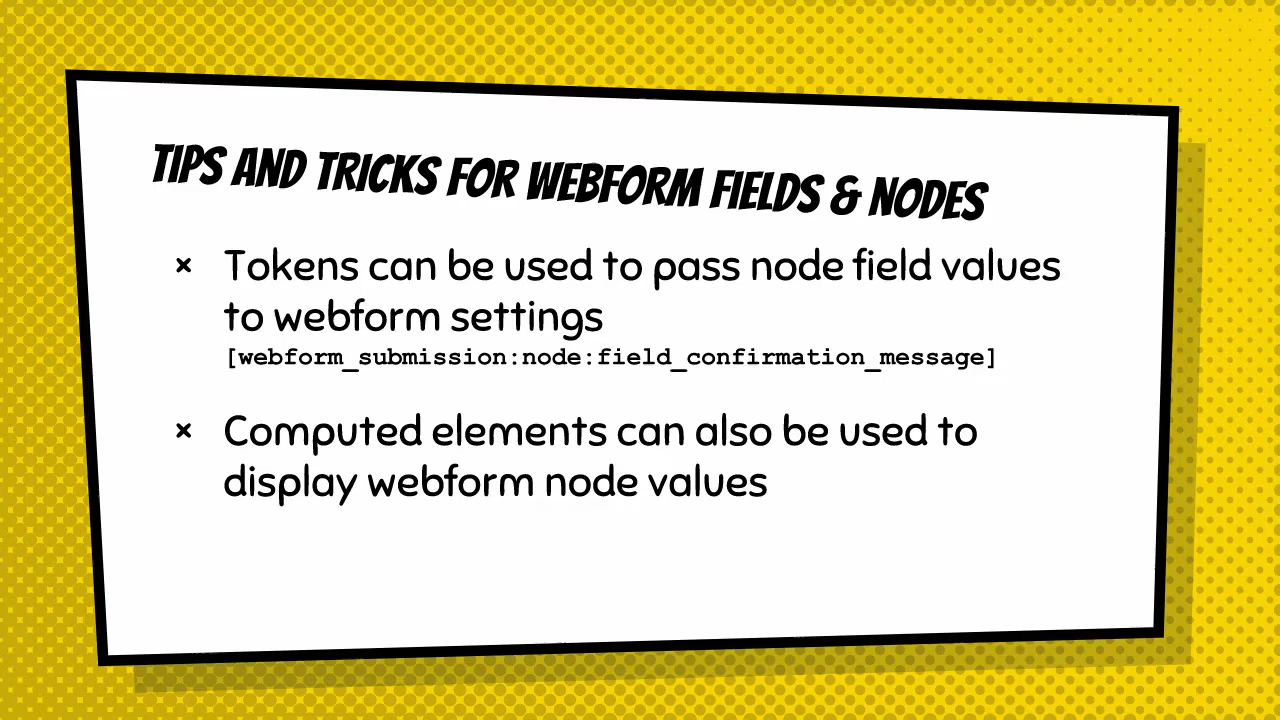 TIPS AND TRICKS FOR WEBFORM FIELDS & NODES
× Tokens can be used to pass node field values
to webform settings
[webform_submission:node:field_confirmation_message]
× Computed elements can also be used to
display webform node values